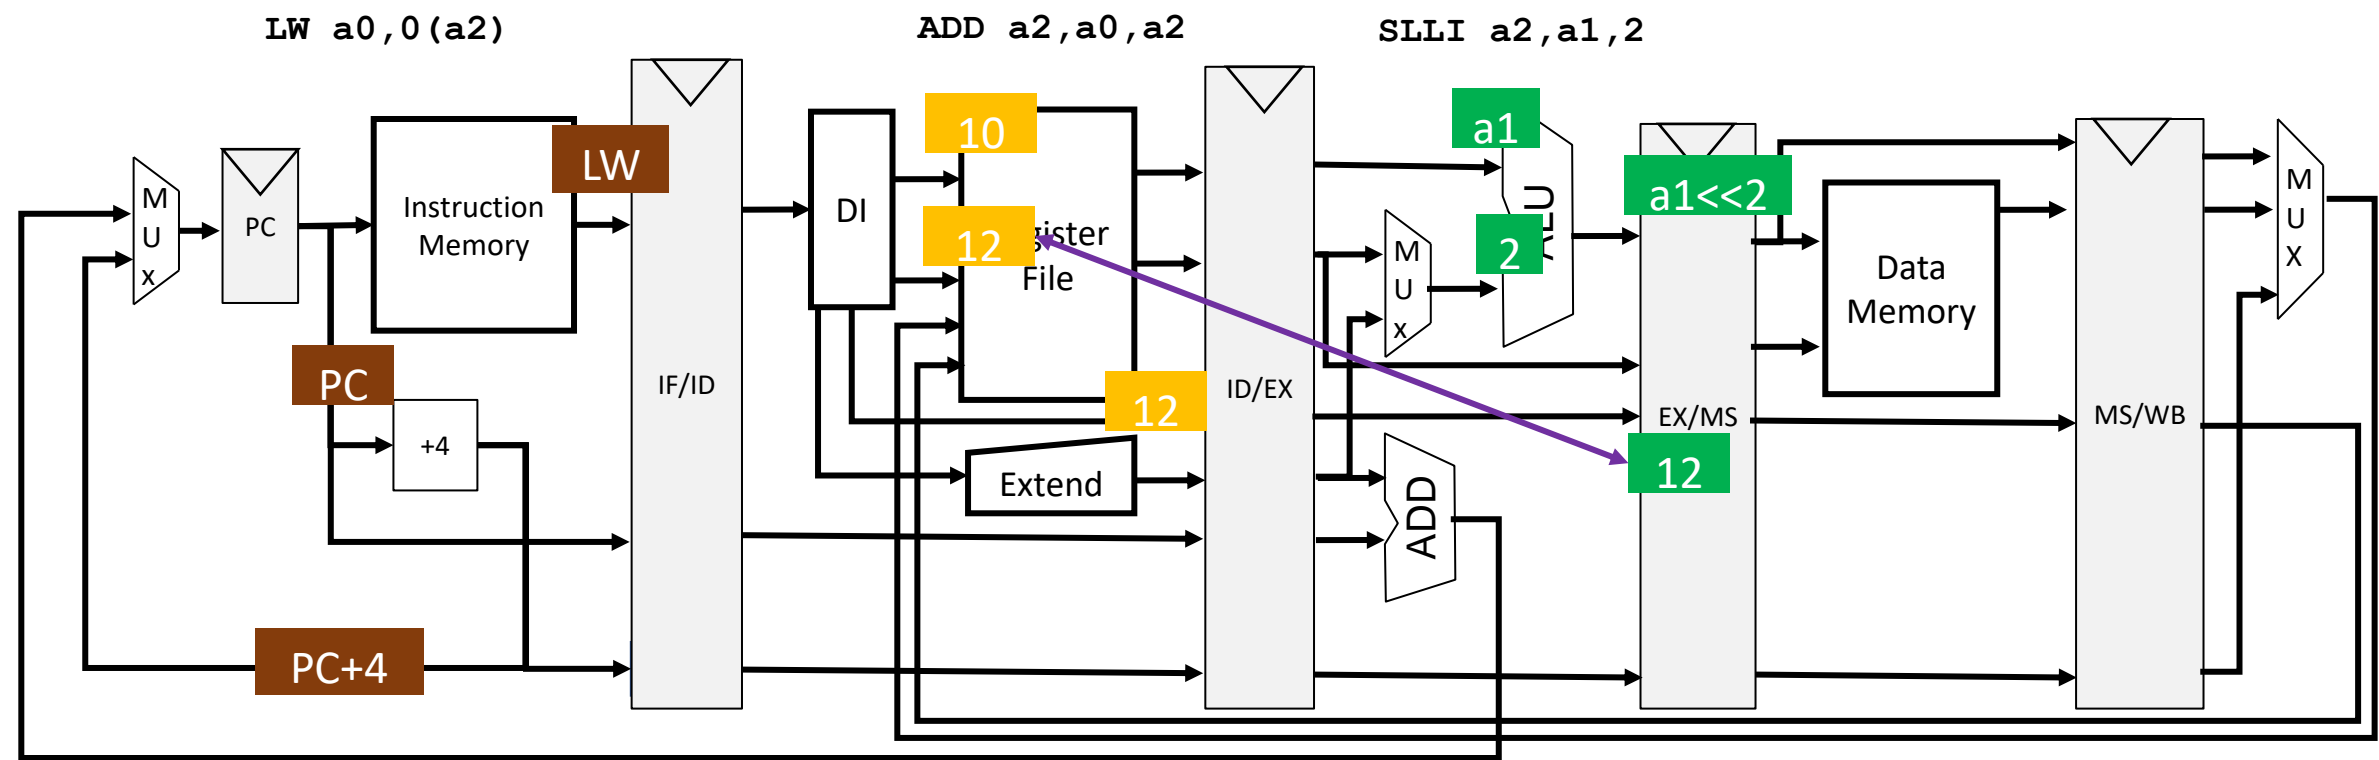 LW a0,0(a2)
ADD a2,a0,a2
SLLI a2,a1,2
M
U
x
PC
Instruction
Memory
LW
PC
+4
PC+4
IF/ID
DI
10
12
gister
File
12
Extend
ID/EX
a1
2
ALU
M
U
x
ADD
a1<<2
EX/MS
12
Data
Memory
MS/WB
M
U
X